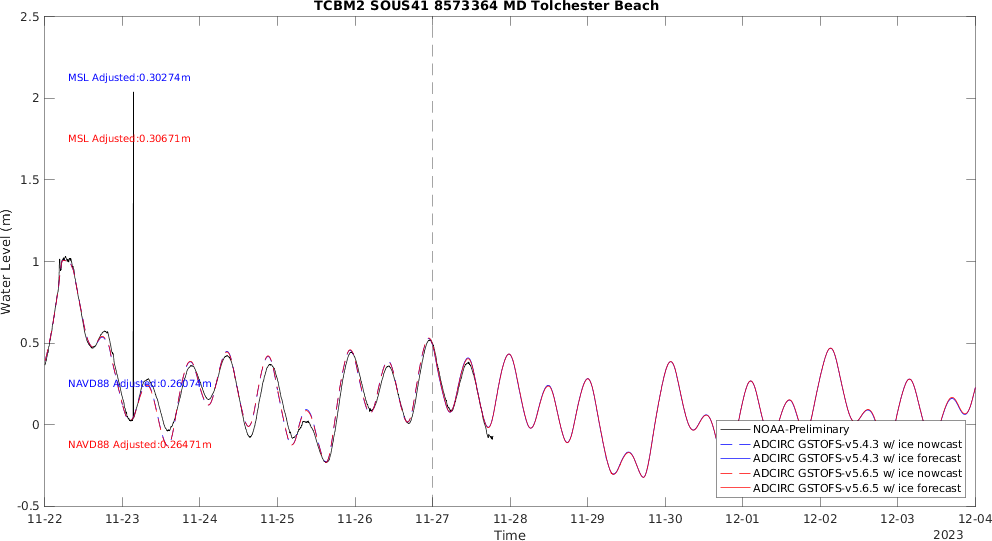 TCBM2 SOUS41 8573364 MD Tolchester Beach
Water Level (m)
2.5
2
1.5
1
0.5
0
-0.5
MSL Adjusted:0.30274m
MSL Adjusted:0.30671m
NAVD88 Adjusted:0.26074m
NAVD88 Adjusted:0.26471m
NOAA-Preliminary
ADCIRC GSTOFS-v5.4.3 w/ ice nowcast
ADCIRC GSTOFS-v5.4.3 w/ ice forecast
ADCIRC GSTOFS-v5.6.5 w/ ice nowcast
ADCIRC GSTOFS-v5.6.5 w/ ice forecast
11-22 11-23 11-24 11-25 11-26 11-27 11-28 11-29 11-30 12-01 12-02 12-03 12-04
Time
2023